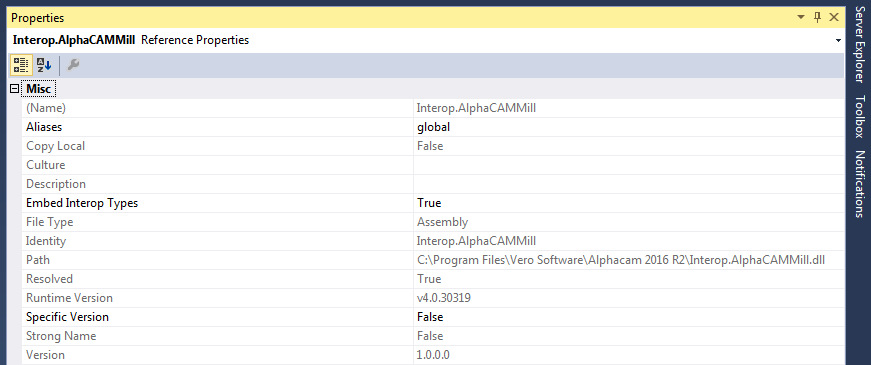 Properties
Interop.AlphaCAMMill Reference Properties
Misc
(Name) Interop.AlphaCAMMill
Aliases global
Copy Local False
Culture
Description
Embed Interop Types True
File Type Assembly
Identity Interop.AlphaCAMMill
Path C:\Program Files\Vero Software\Alphacam 2016 R2\Interop.AlphaCAMMill.dll
Resolved True
Runtime Version v4.0.30319
Specific Version False
Strong Name False
Version 1.0.0.0
Server Explorer
Toolbox
Notifications